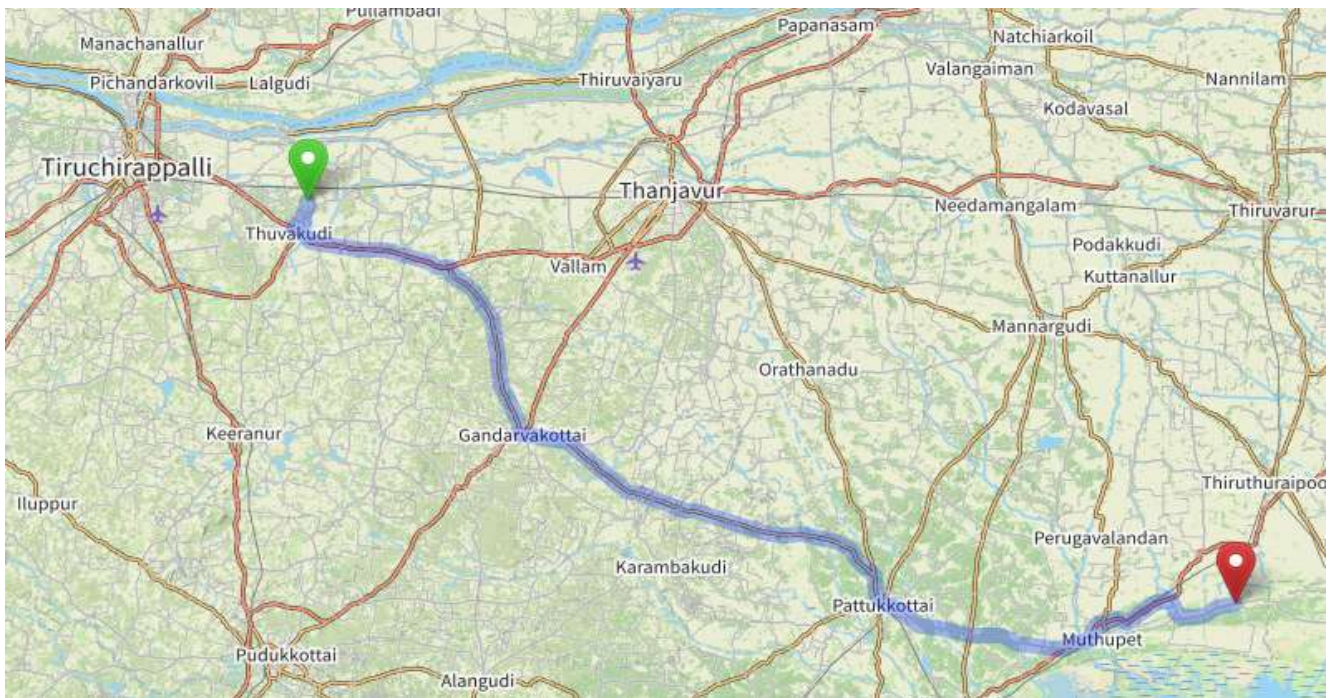 Pullambadi
Papanasam
Natchiarkoil
Manachanallur
Valangaiman
Nannilam
Pichandarkovil
Lalgudi
Thiruvaiyaru
Kodavasal
Tiruchirappalli
Thanjavur
Needamangalam
Thiruvarur
Thuvakudi
Podakkudi
Vallam
Kuttanallur
Mannargudi
Orathanadu
Keeranur
Gandarvakottai
Thiruthuraipoo
Iluppur
Perugavalandan
Karambakudi
Pattukkottai
Muthupet
Pudukkottai
Alangudi